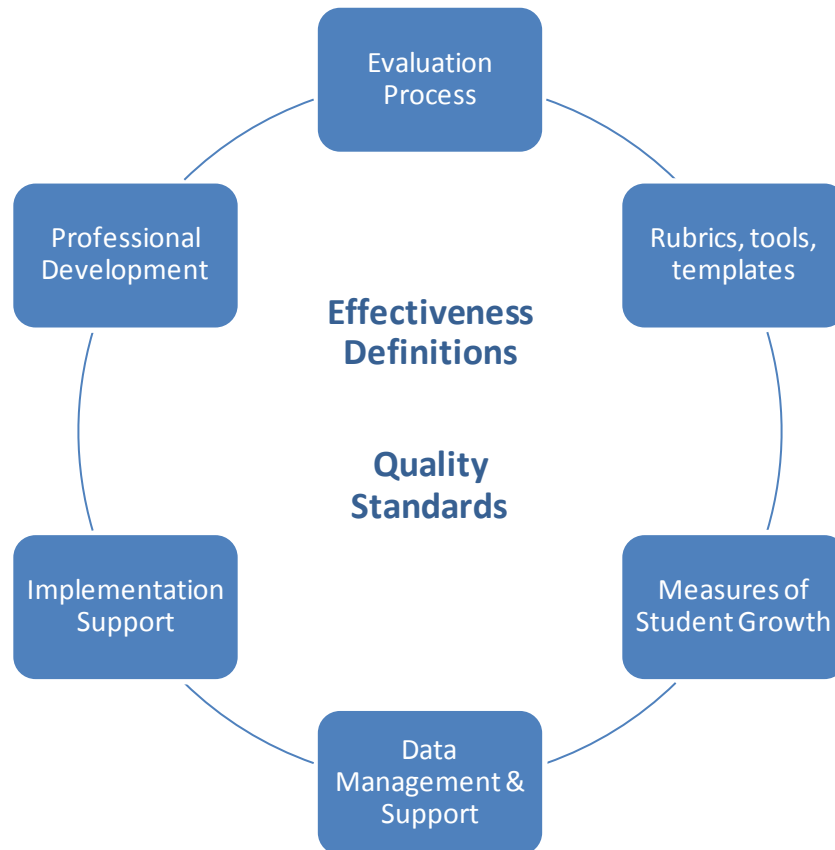 Evaluation
Process
Professional
Development
Rubrics, tools,
templates
Effectiveness
Definitions
Quality
Standards
Implementation
Support
Measures of
Student Growth
Data
Management &
Support